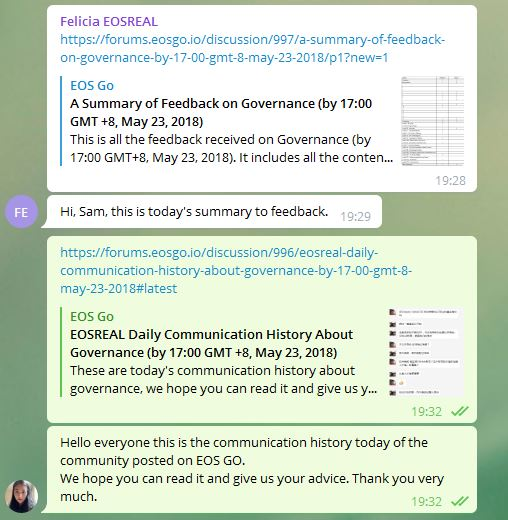 Felicia EOSREAL
https://forums.eosgo.io/discussion/997/a-summary-of-feedback-
on-governance-by-17-00-gmt-8-may-23-2018/p1?new=1
EOS Go
A Summary of Feedback on Governance (by 17:00
GMT +8, May 23, 2018)
This is all the feedback received on Governance (by
17:00 GMT+8, May 23, 2018). It includes all the conten...
19:28
FE
Hi, Sam, this is today's summary to feedback. 19:29
https://forums.eosgo.io/discussion/996/eosreal-daily-
communication-history-about-governance-by-17-00-gmt-8-
may-23-2018#latest
EOS Go
EOSREAL Daily Communication History About
Governance (by 17:00 GMT +8, May 23, 2018)
These are today's communication history about
governance, we hope you can read it and give us y...
19:32
Hello everyone this is the communication history today of the
community posted on EOS GO.
We hope you can read it and give us your advice. Thank you very
much.
19:32